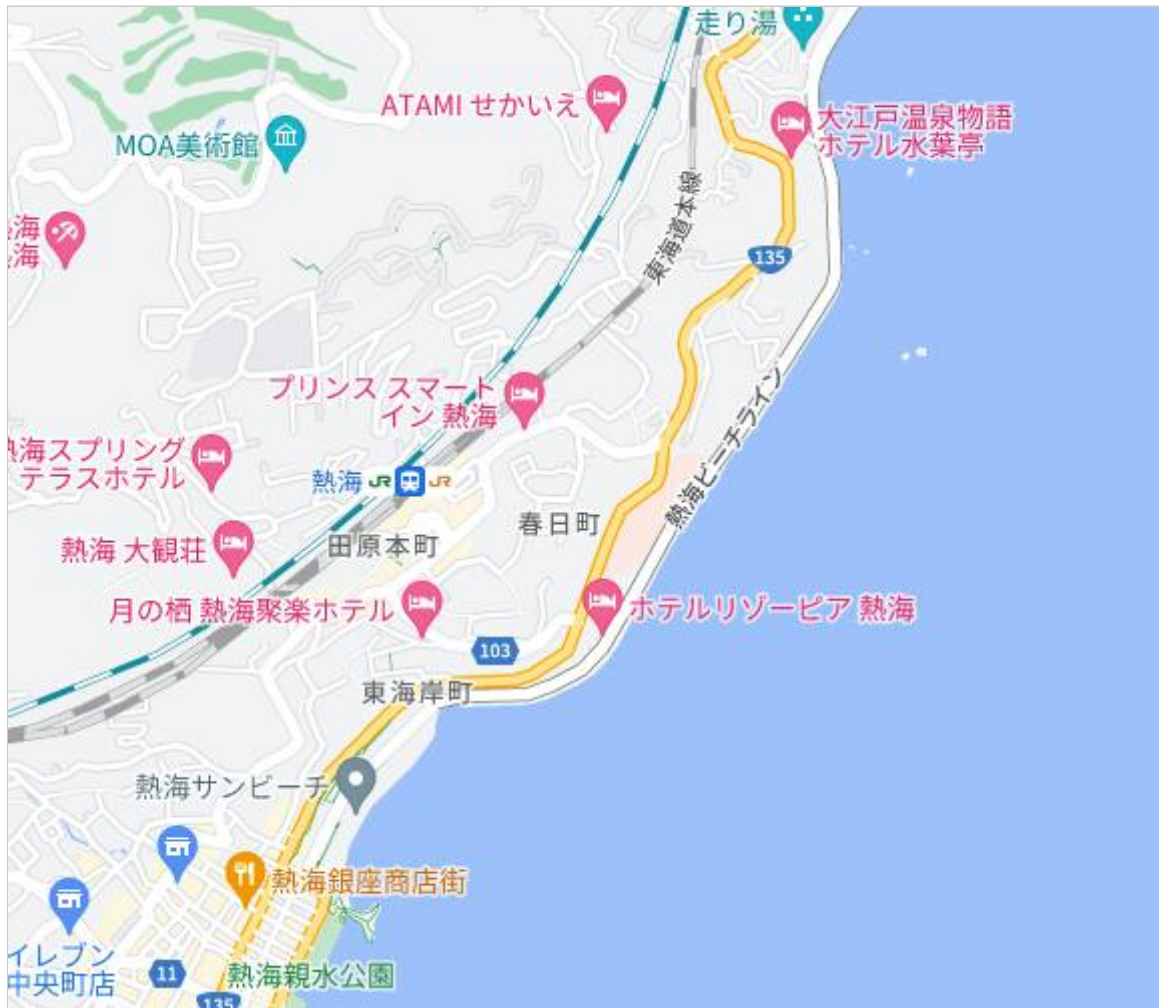 走り湯
ATAMI せかいえ
大江戸温泉物語
ホテル水葉亭
MOA美術館
東海道本線
海
海
135
プリンス スマート
イン 熱海
熱海ビーチライン
海スプリング
テラスホテル
熱海 JR JR
春日町
田原本町
熱海 大観荘
月の栖 熱海聚楽ホテル
ホテルリゾーピア 熱海
103
東海岸町
熱海サンビーチ
熱海銀座商店街
イレブン
中央町店
11
熱海親水公園
135